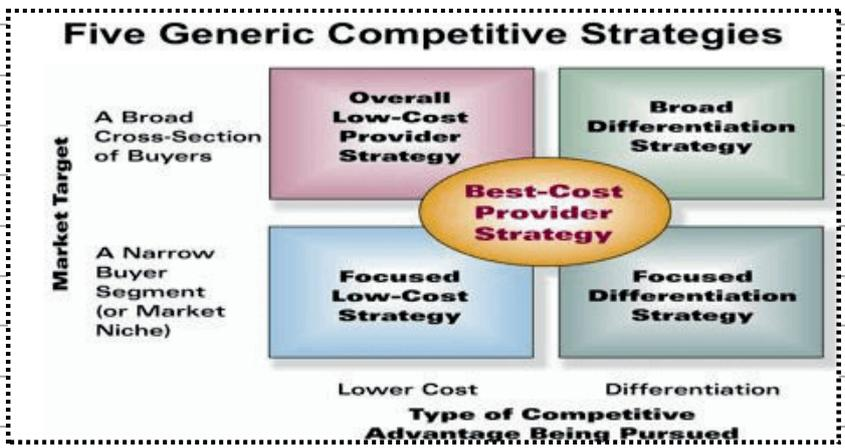 Five Generic Competitive Strategies
Market Target
A Broad
Cross-Section
of Buyers
Overall
Low-Cost
Provider
Strategy
Broad
Differentiation
Strategy
Best-Cost
Provider
Strategy
A Narrow
Buyer
Segment
(or Market
Niche)
Focused
Low-Cost
Strategy
Focused
Differentiation
Strategy
Lower Cost
Differentiation
Type of Competitive
Advantage Being Pursued